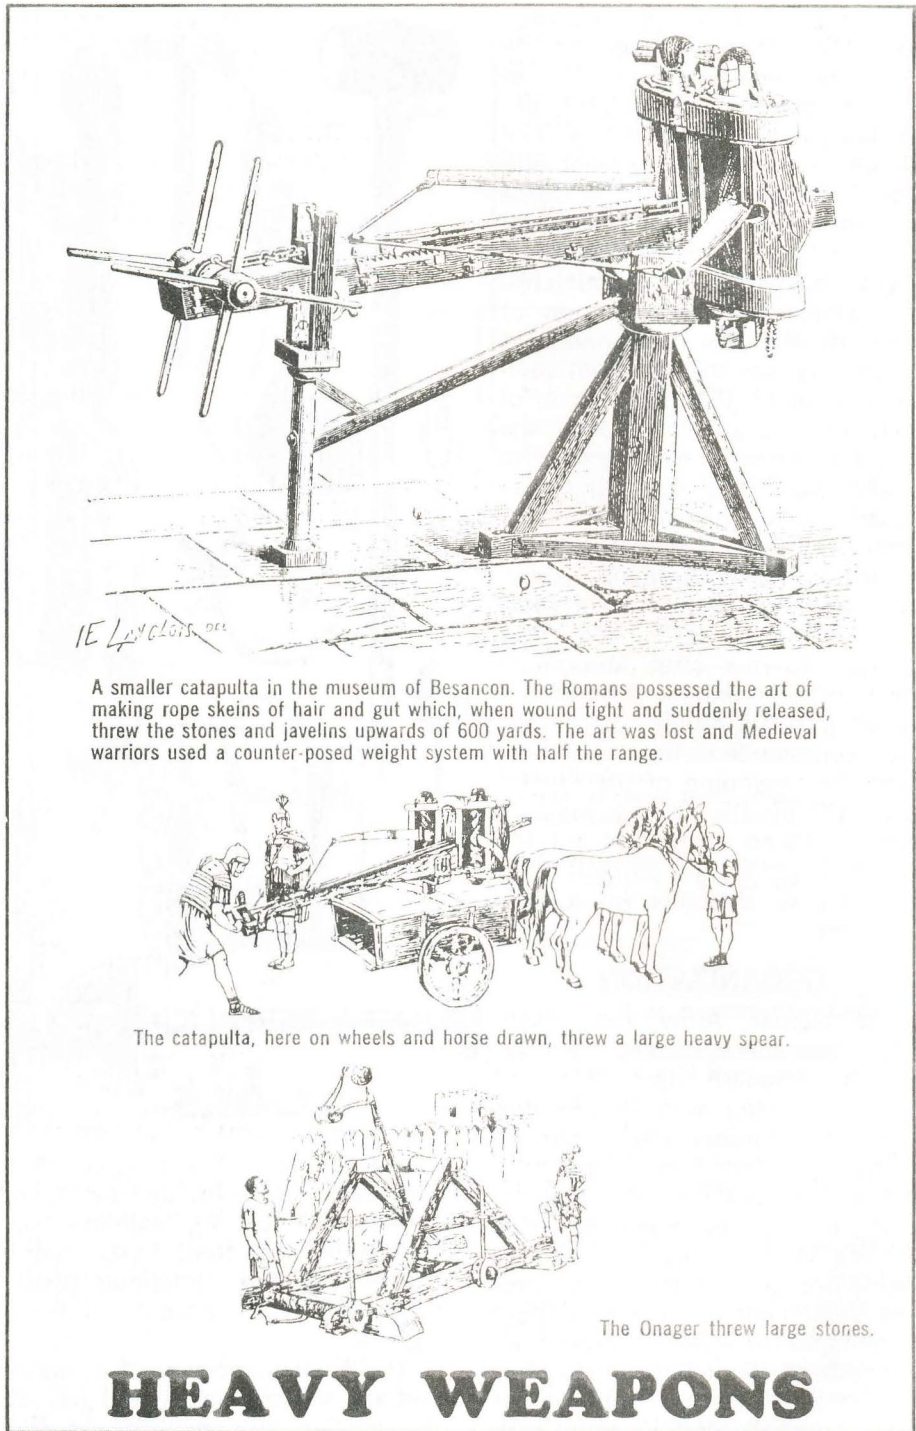 A smaller catapulta in the museum of Besancon. The Romans possessed the art of
making rope skeins of hair and gut which, when wound tight and suddenly released,
threw the stones and javelins upwards of 600 yards. The art was lost and Medieval
warriors used a counter-posed weight system with half the range.
The catapulta, here on wheels and horse drawn, threw a large heavy spear.
The Onager threw large stones.
HEAVY WEAPONS